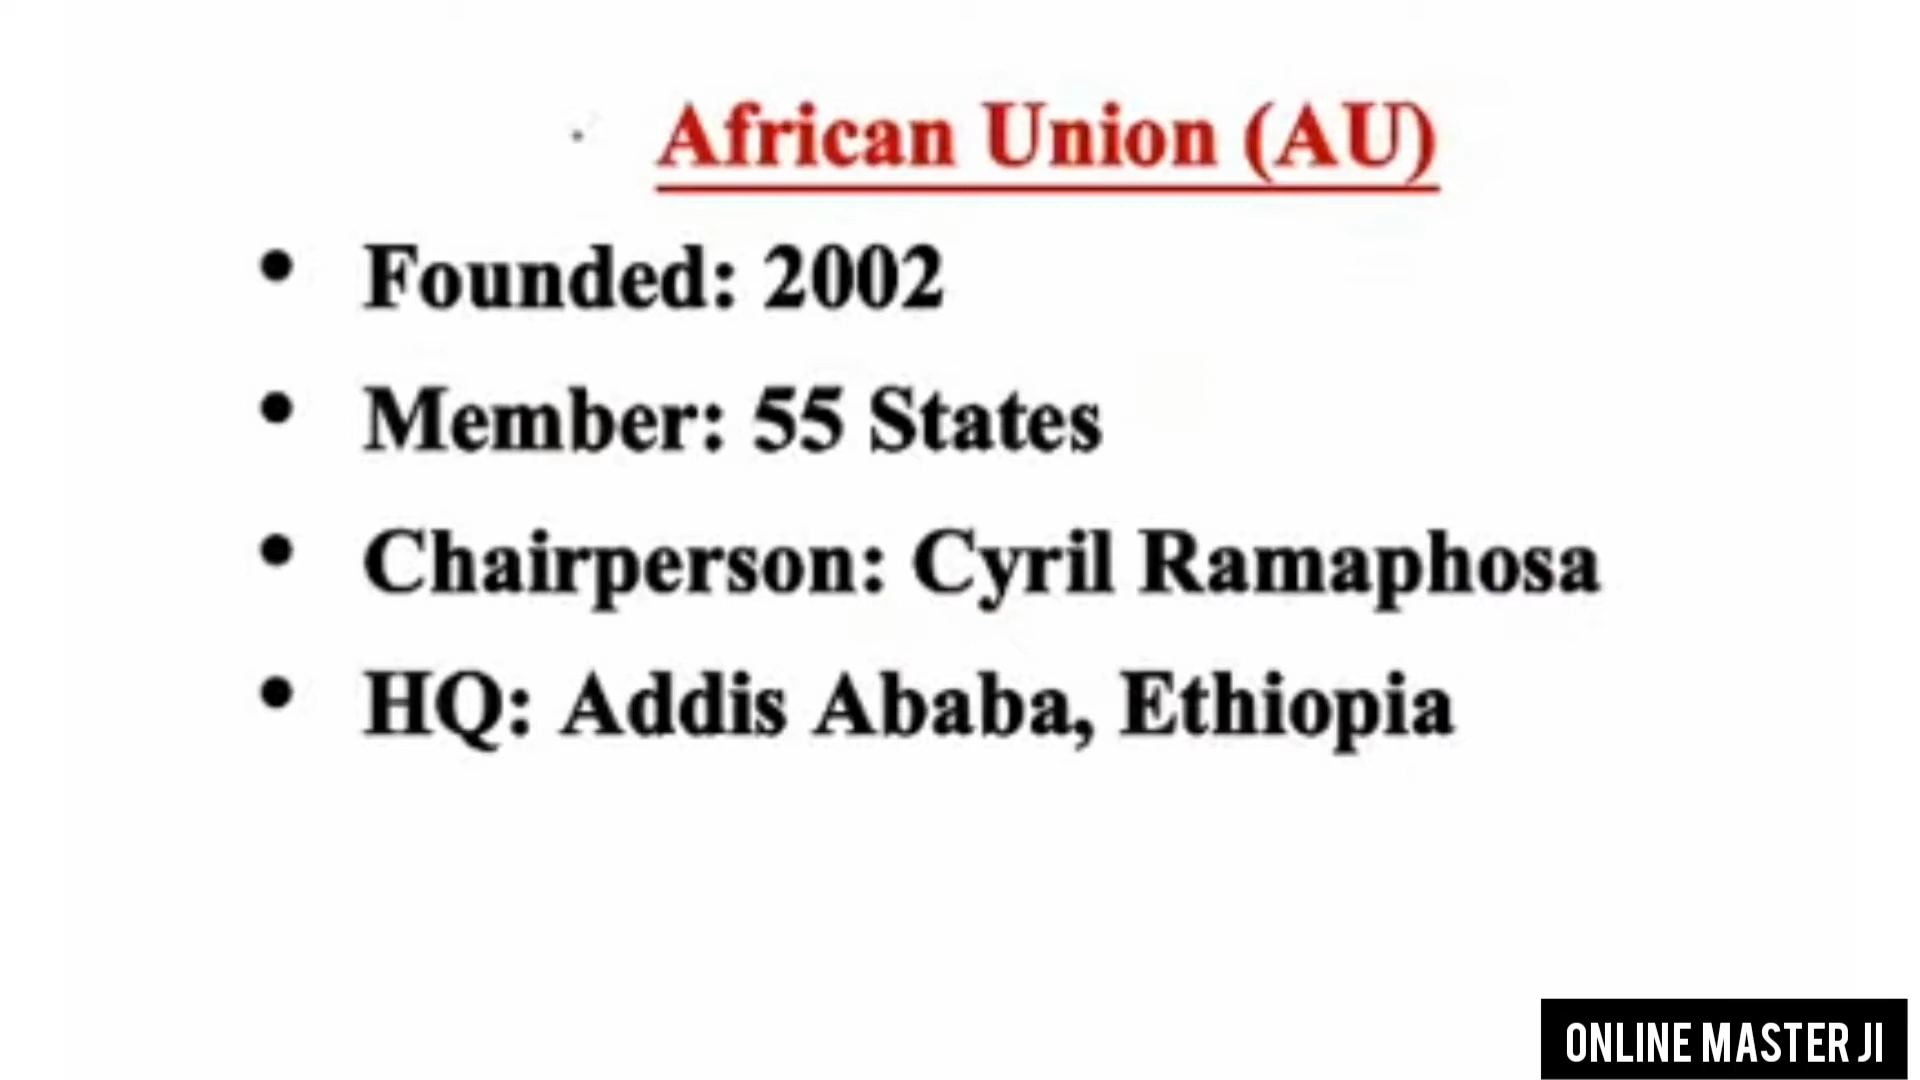 African Union (AU)
• Founded: 2002
• Member: 55 States
• Chairperson: Cyril Ramaphosa
• HQ: Addis Ababa, Ethiopia
ONLINE MASTER JI